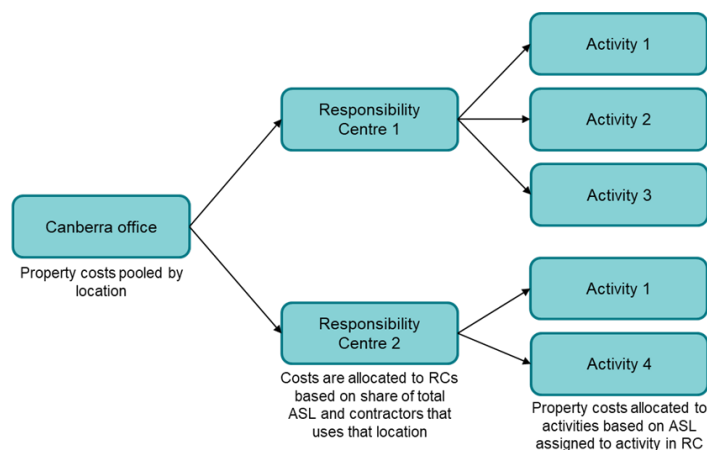 Canberra office
Property costs pooled by
location
Responsibility
Centre 1
Responsibility
Centre 2
Costs are allocated to RCs
based on share of total
ASL and contractors that
uses that location
Activity 1
Activity 2
Activity 3
Activity 1
Activity 4
Property costs allocated to
activities based on ASL
assigned to activity in RC